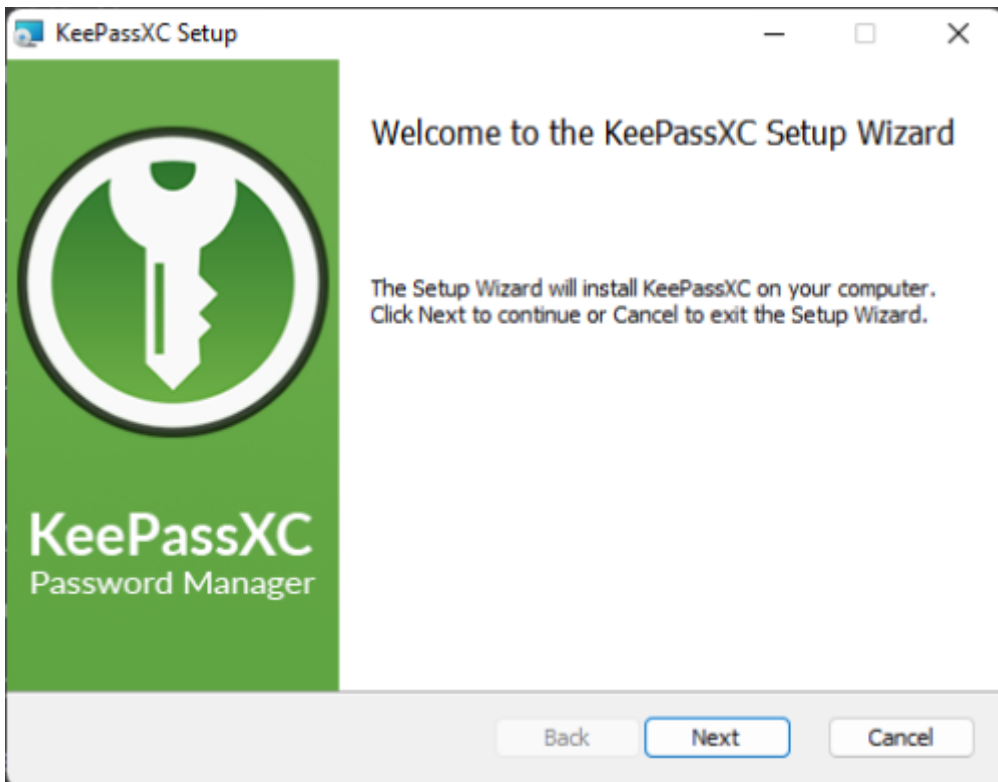 KeePassXC Setup
Welcome to the KeePassXC Setup Wizard
The Setup Wizard will install KeePassXC on your computer.
Click Next to continue or Cancel to exit the Setup Wizard.
KeePassXC
Password Manager
Back
Next
Cancel